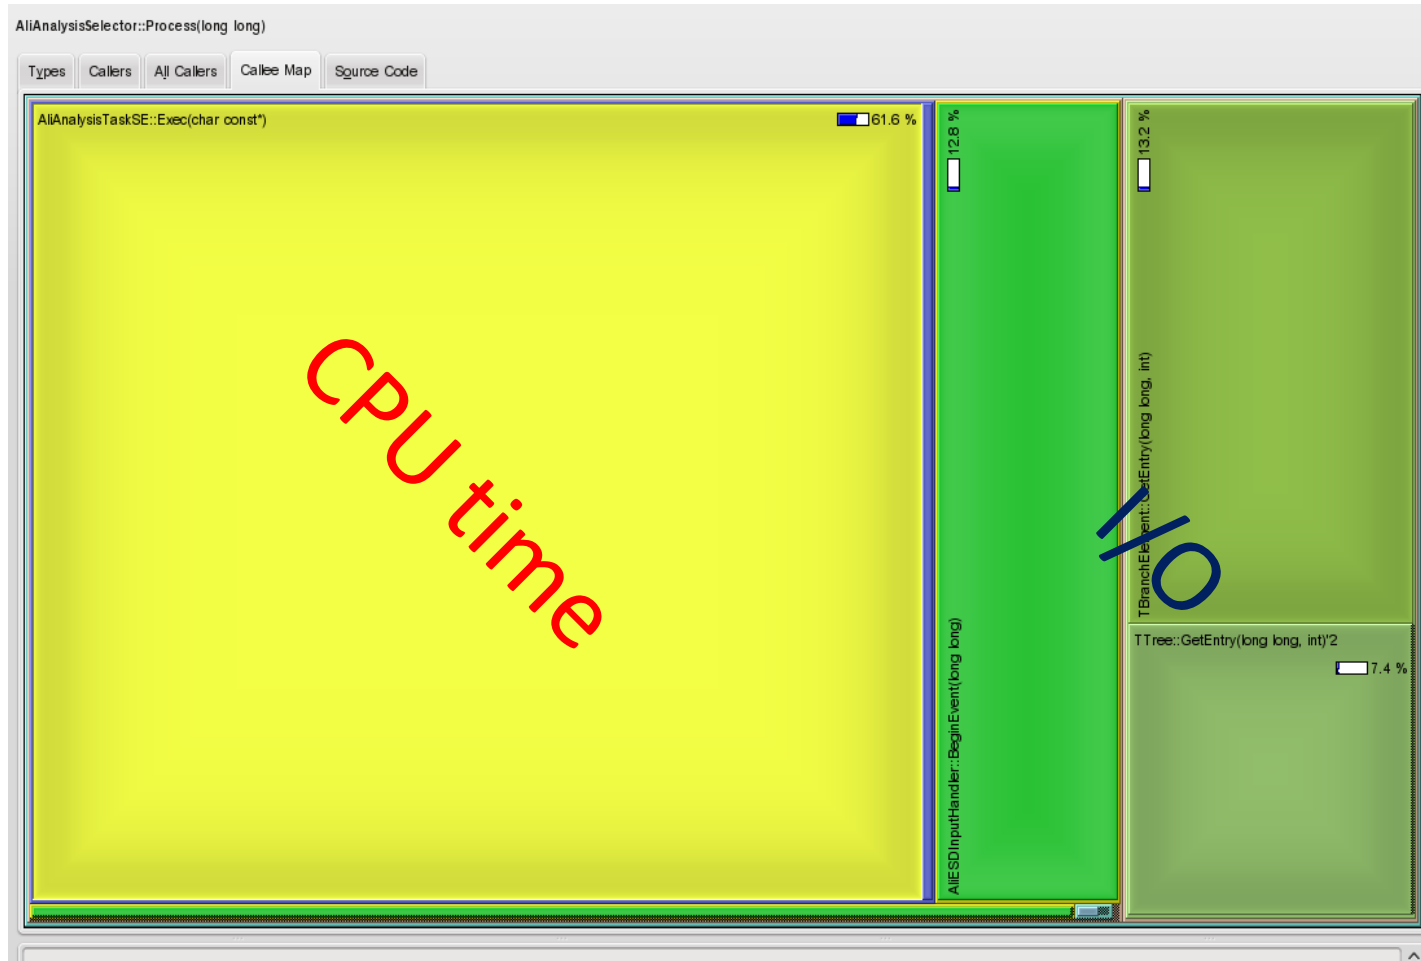 AliAnalysisSelector::Process(long long)
Types
Callers
All Callers
Callee Map
Source Code
AliAnalysisTaskSE::Exec(char const*)
61.6 %
12.8 %
AliESDInputHandler::BeginEvent(long long)
13.2 %
TBranchElement::GetEntry(long long, int)
TTree::GetEntry(long long, int)'2
7.4 %
CPU time
I/O